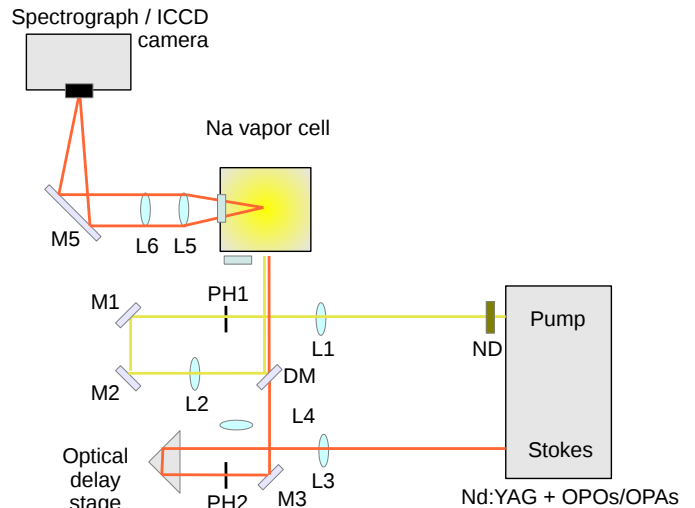 Spectrograph / ICCD
camera
Na vapor cell
M5
L6
L5
M1
PH1
L1
ND
Pump
M2
L2
DM
L4
Optical
delay
stage
PH2
M3
L3
Stokes
Nd:YAG + OPOs/OPAs